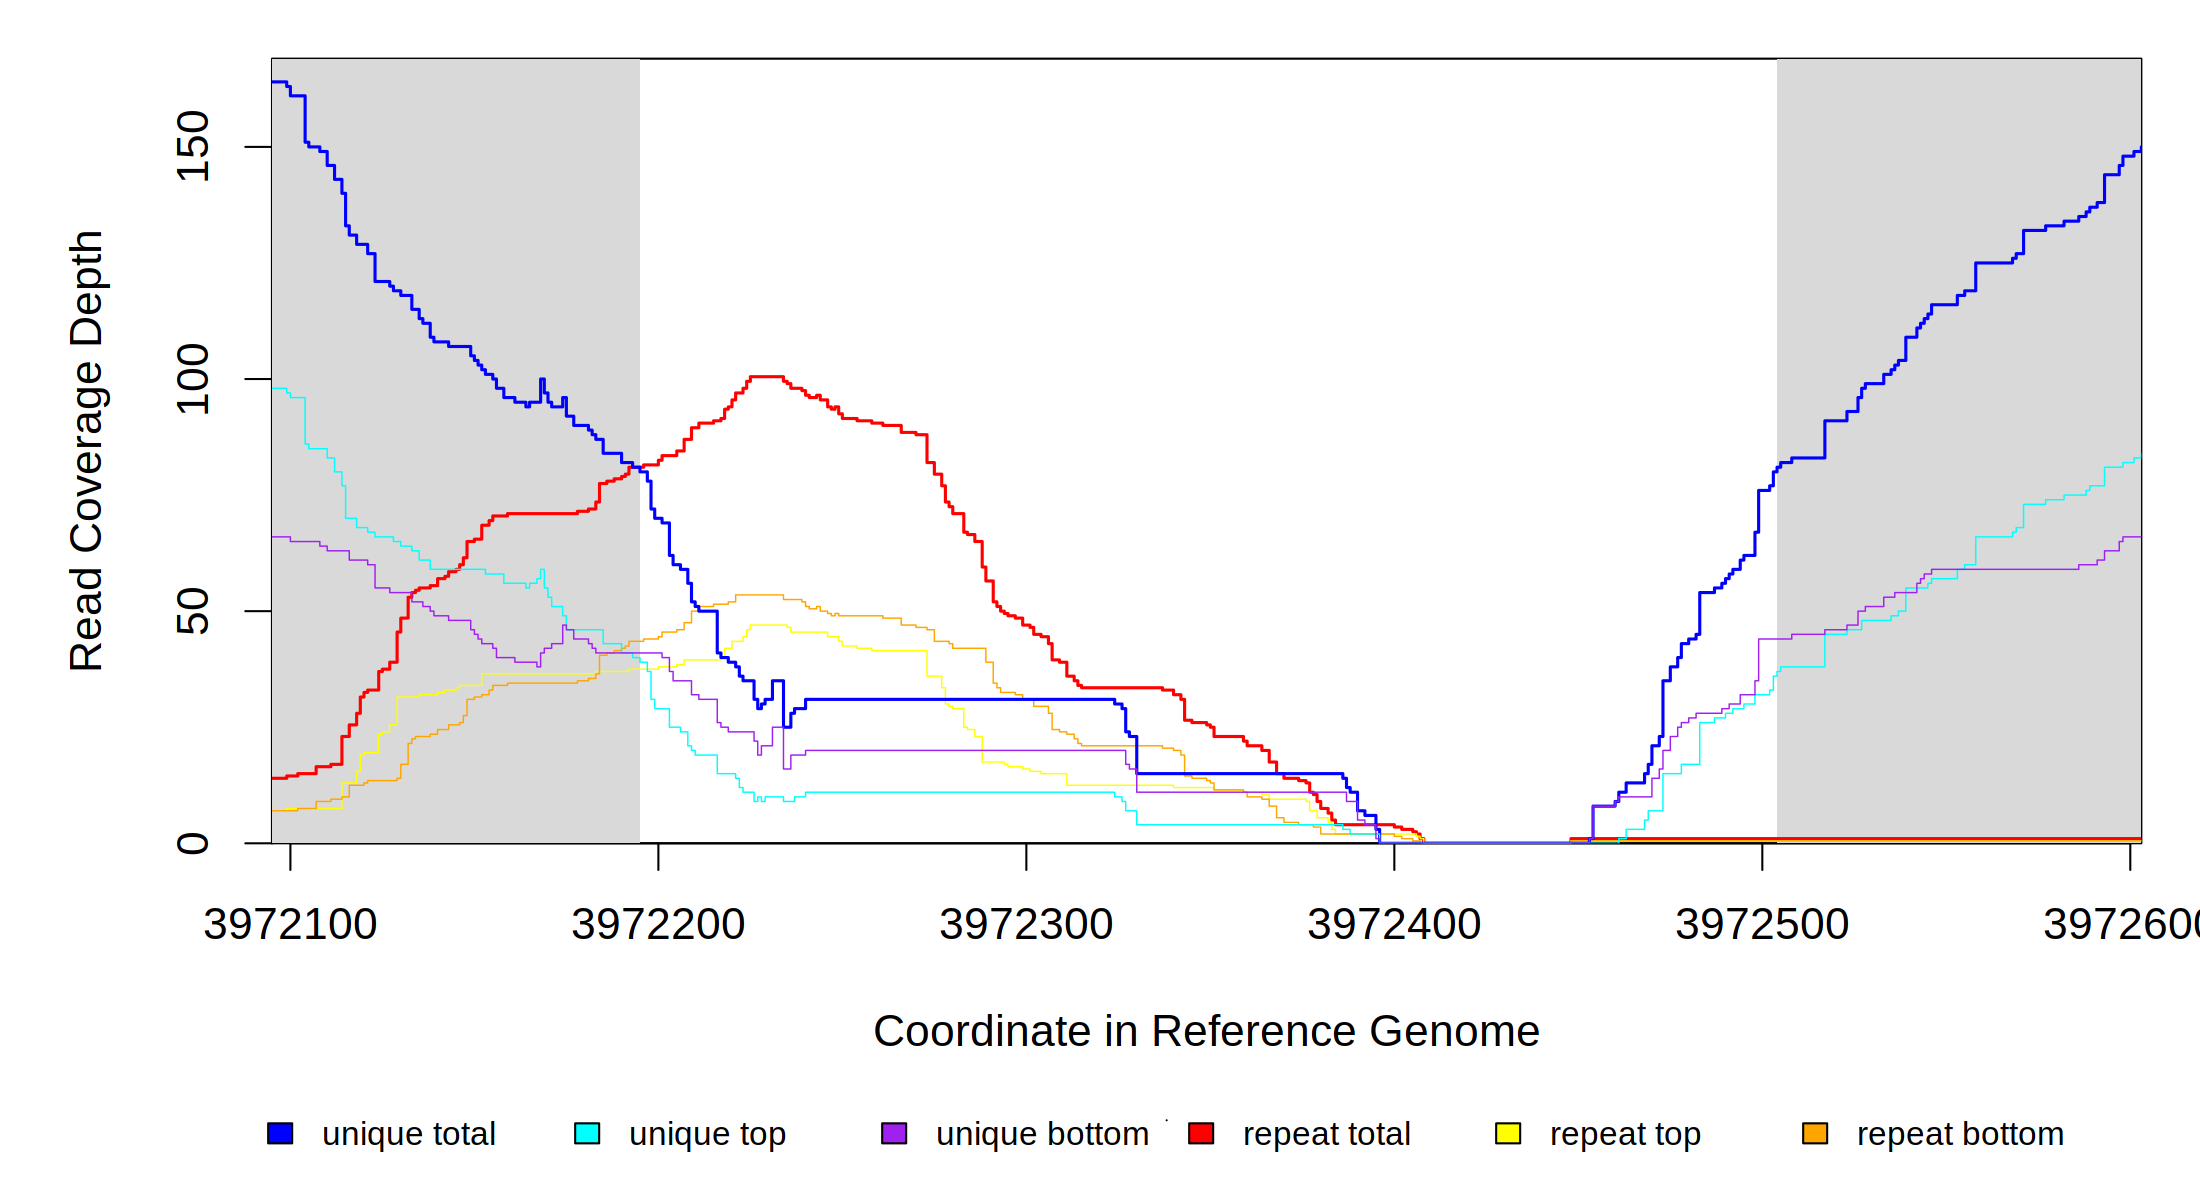 Read Coverage Depth
150
100
50
0
3972100 3972200 3972300 3972400 3972500 3972600
Coordinate in Reference Genome
unique total unique top unique bottom repeat total repeat top repeat bottom